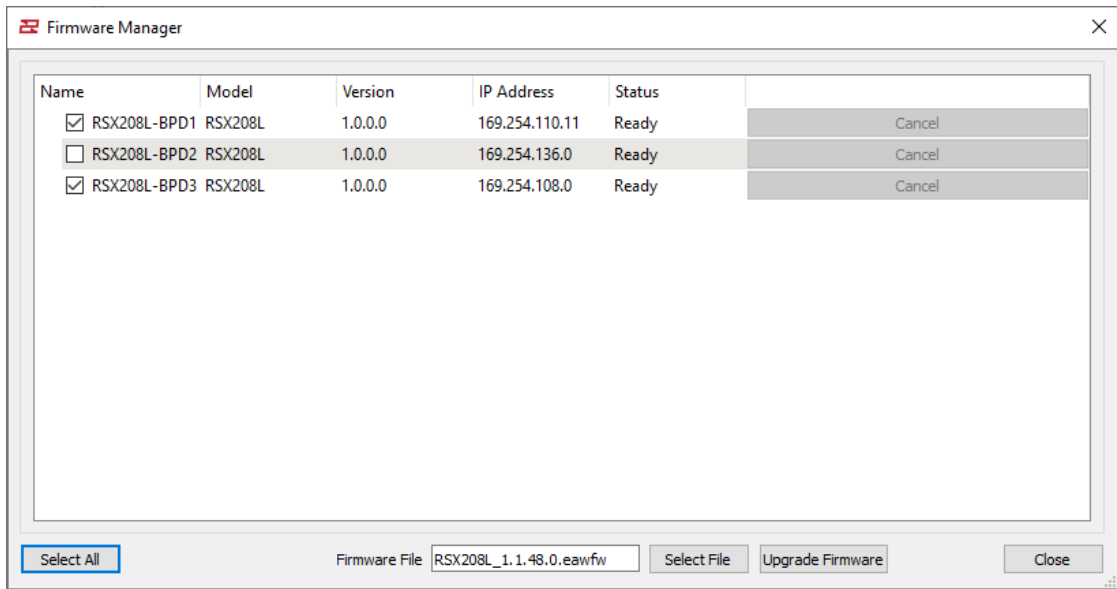 Firmware Manager
Name Model Version IP Address Status
RSX208L-BPD1 RSX208L 1.0.0.0 169.254.110.11 Ready Cancel
RSX208L-BPD2 RSX208L 1.0.0.0 169.254.136.0 Ready Cancel
RSX208L-BPD3 RSX208L 1.0.0.0 169.254.108.0 Ready Cancel
Select All Firmware File RSX208L_1.1.48.0.eawfw Select File Upgrade Firmware Close